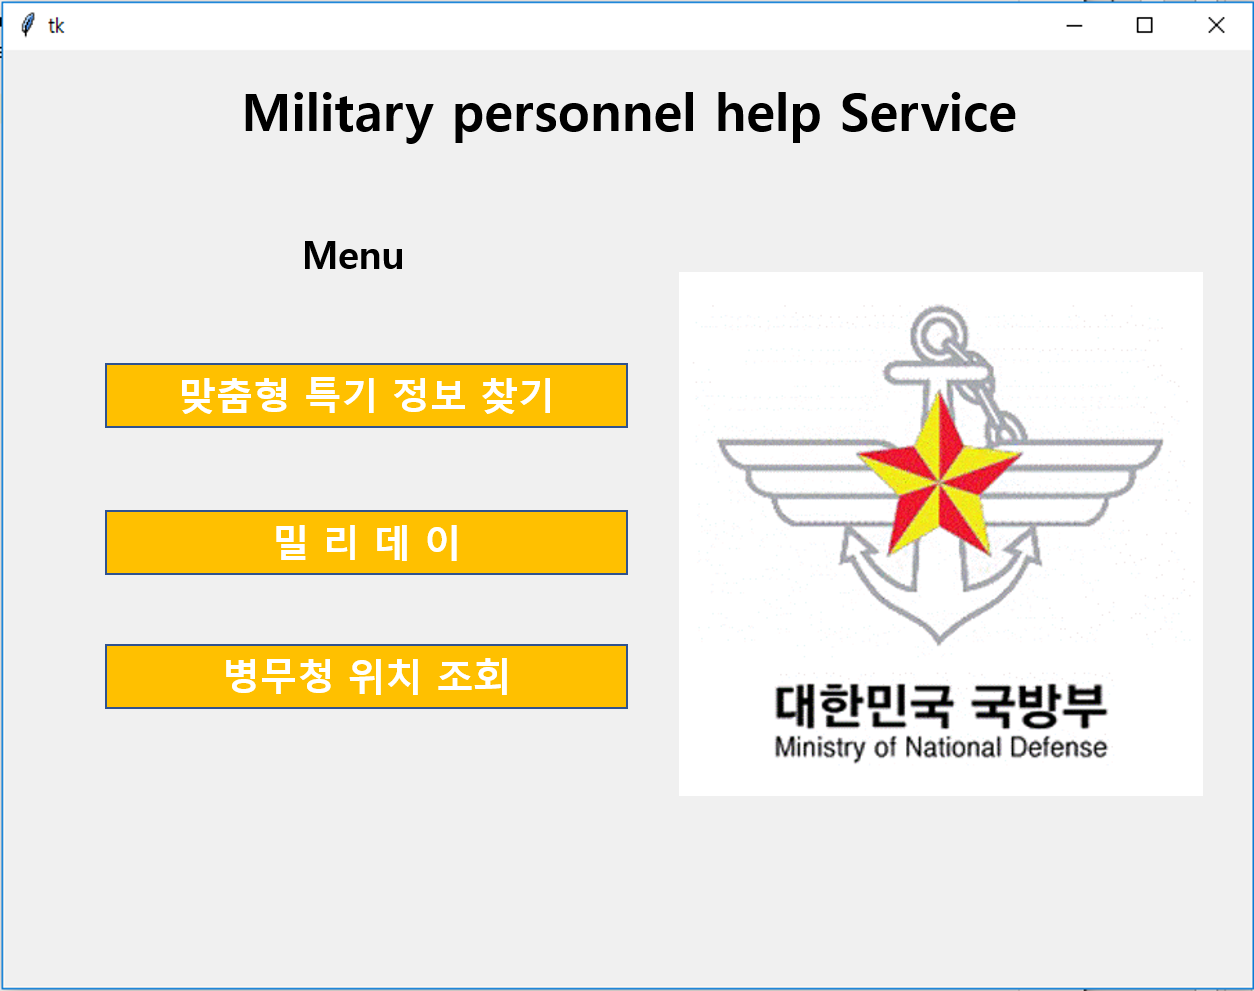 tk
Military personnel help Service
Menu
맞춤형 특기 정보 찾기
밀 리 데 이
병무청 위치 조회
대한민국 국방부
Ministry of National Defense